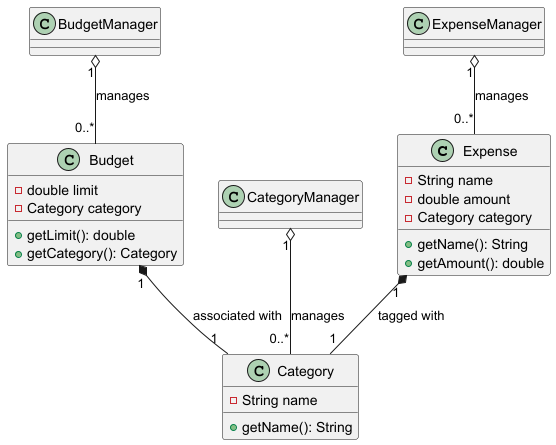 C BudgetManager
C ExpenseManager
1
1
manages
manages
0..*
0..*
C Budget
double limit
Category category
getLimit(): double
getCategory(): Category
C Expense
String name
double amount
Category category
getName(): String
getAmount(): double
C CategoryManager
1
1
1
associated with
manages
tagged with
1
0..*
1
C Category
String name
getName(): String